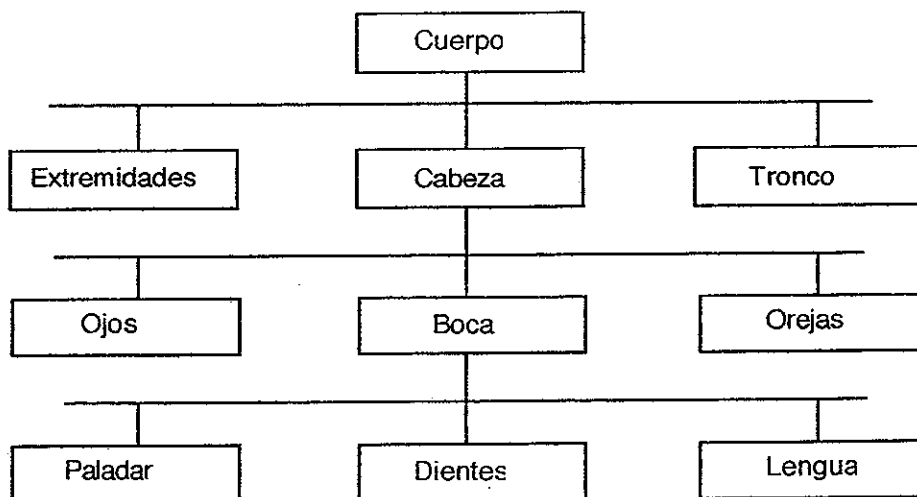 Cuerpo
Extremidades
Cabeza
Tronco
Ojos
Boca
Orejas
Paladar
Dientes
Lengua